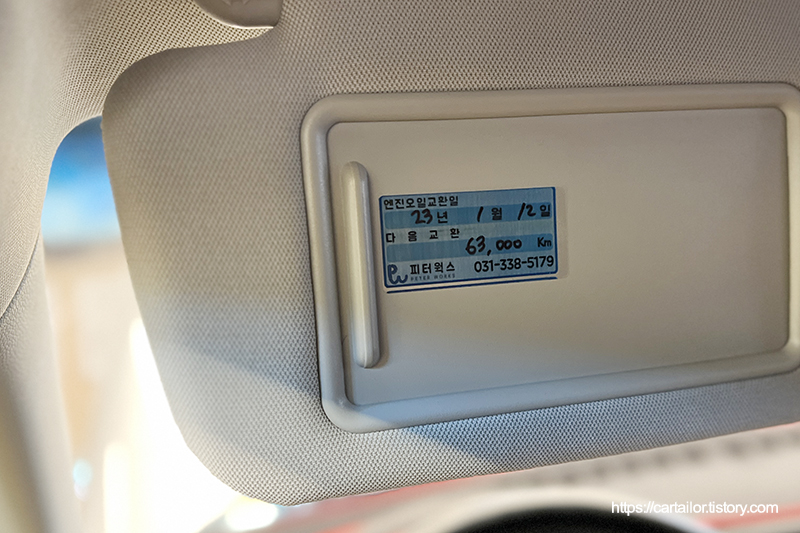 엔진오일교환일
23년 1월 12일
다음교환
63,000 Km
PW 피터웍스 031-338-5179
PETER WORKS
https://cartailor.tistory.com